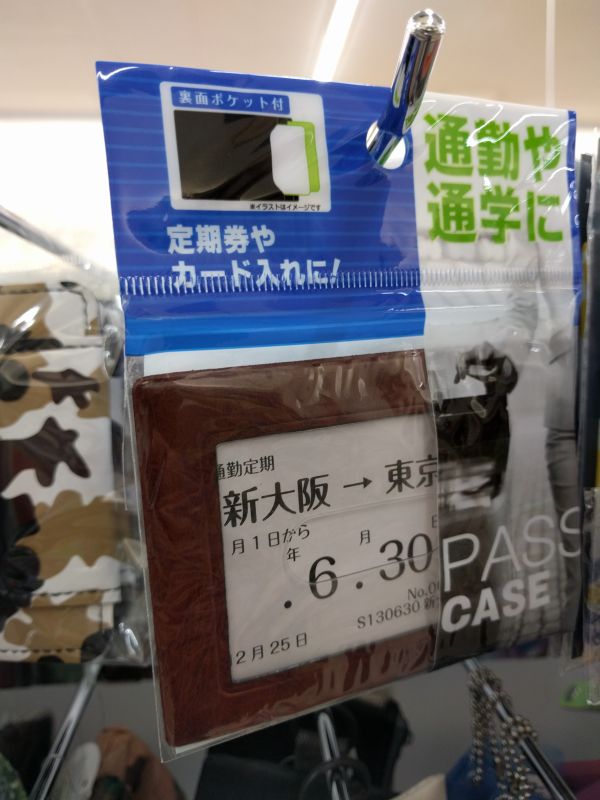 裏面ポケット付
※イラストはイメージです
定期券や
カード入れに!
通勤や
通学に
通勤定期
新大阪 → 東京
月1日から
年 月 日
.6.30
No.0
S130630 新
2月25日
PASS
CASE